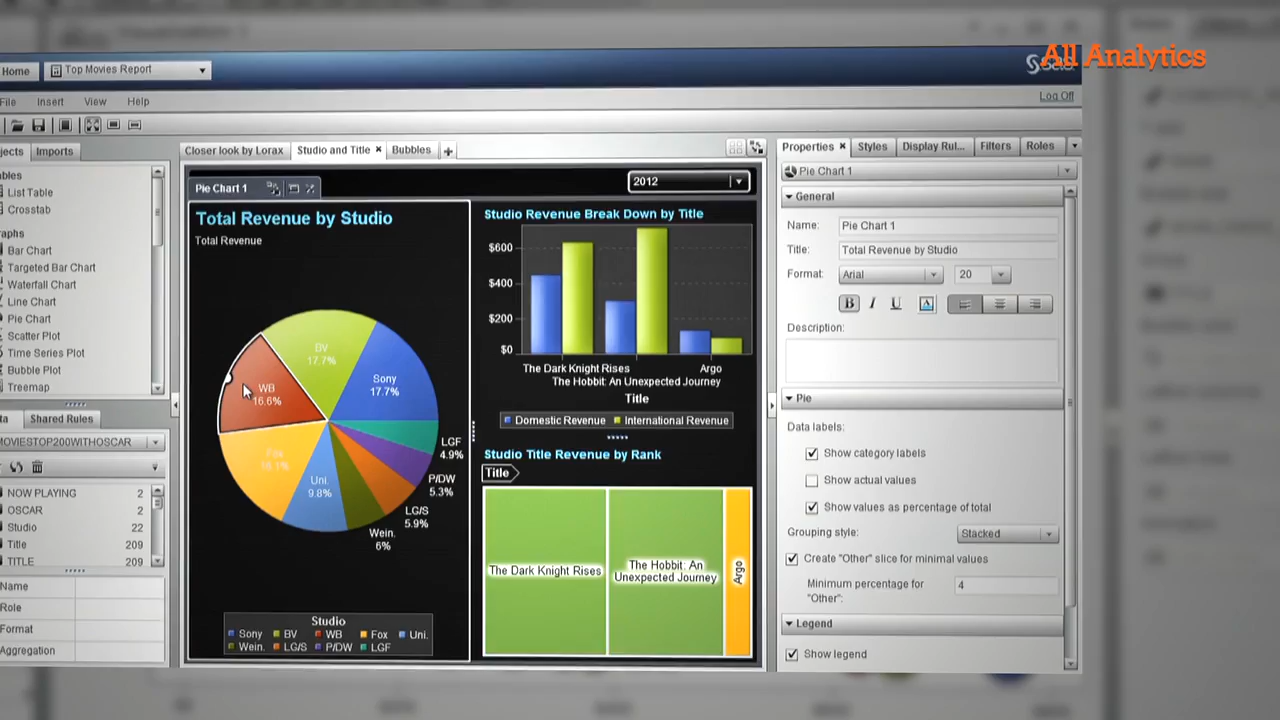 All Analytics
Home
Top Movies Report
File Insert View Help
Log Off
Imports
List Table
Crosstab
Bar Chart
Targeted Bar Chart
Waterfall Chart
Line Chart
Pie Chart
Scatter Plot
Time Series Plot
Bubble Plot
Treemap
Shared Rules
MOVIESTOP200WITHOSCAR
NOW PLAYING 2
OSCAR 2
Studio 22
Title 209
TITLE 209
Name
Role
Format
Aggregation
Closer look by Lorax
Studio and Title
Bubbles
Pie Chart 1
2012
Total Revenue by Studio
Total Revenue
BV
17.7%
Sony
17.7%
WB
16.6%
Fox
Uni.
9.8%
LGF
4.9%
P/DW
5.3%
LG/S
5.9%
Wein.
6%
Studio
Sony BV WB Fox Uni.
Wein. LG/S P/DW LGF
Studio Revenue Break Down by Title
$600
$400
$200
$0
The Dark Knight Rises Argo
The Hobbit: An Unexpected Journey
Title
Domestic Revenue International Revenue
Studio Title Revenue by Rank
Title
The Dark Knight Rises
The Hobbit: An
Unexpected Journey
Argo
Properties Styles Display Rul... Filters Roles
Pie Chart 1
General
Name: Pie Chart 1
Title: Total Revenue by Studio
Format: Arial 20
B I U A
Description:
Pie
Data labels:
Show category labels
Show actual values
Show values as percentage of total
Grouping style: Stacked
Create "Other" slice for minimal values
Minimum percentage for
"Other": 4
Legend
Show legend